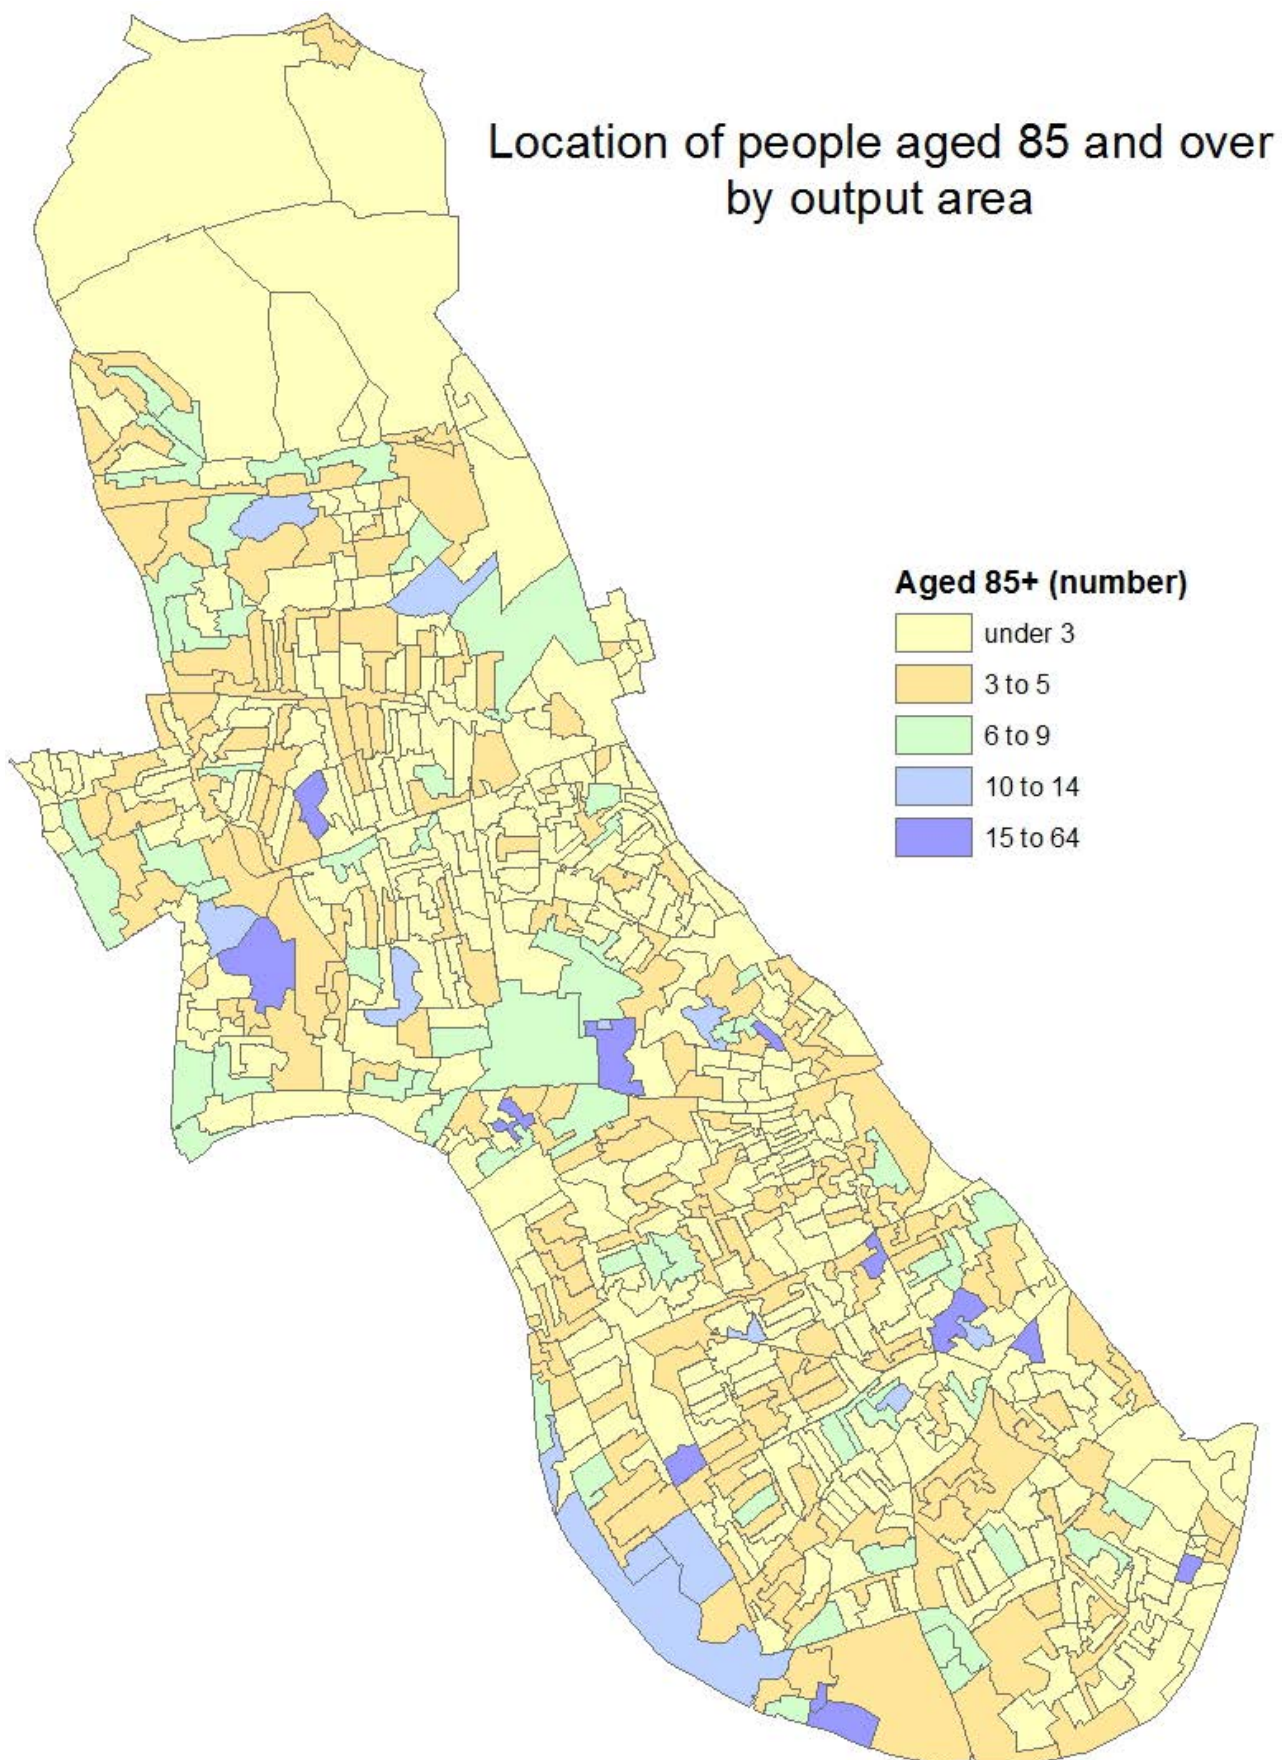 Location of people aged 85 and over
by output area
Aged 85+ (number)
under 3
3 to 5
6 to 9
10 to 14
15 to 64